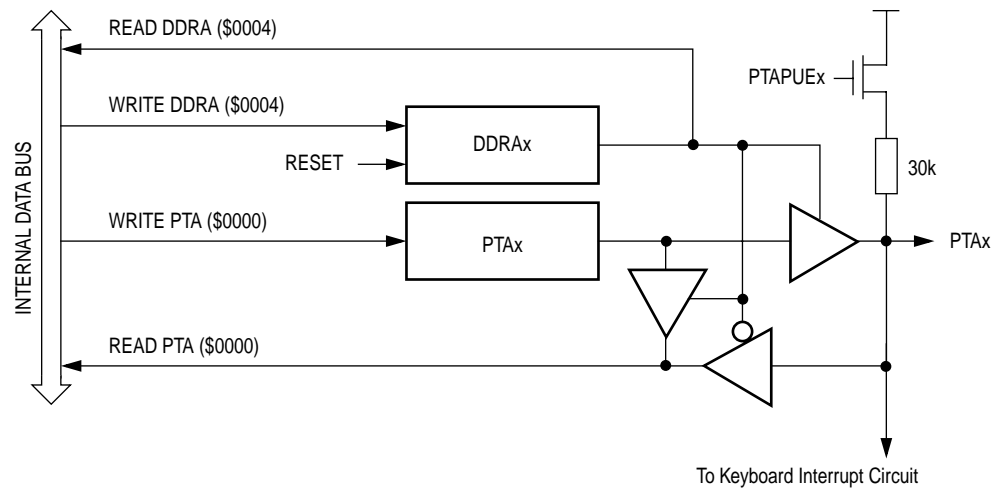 READ DDRA ($0004)
PTAPUEx
WRITE DDRA ($0004)
DDRAx
RESET
30k
INTERNAL DATA BUS
WRITE PTA ($0000)
PTAx
PTAx
READ PTA ($0000)
To Keyboard Interrupt Circuit